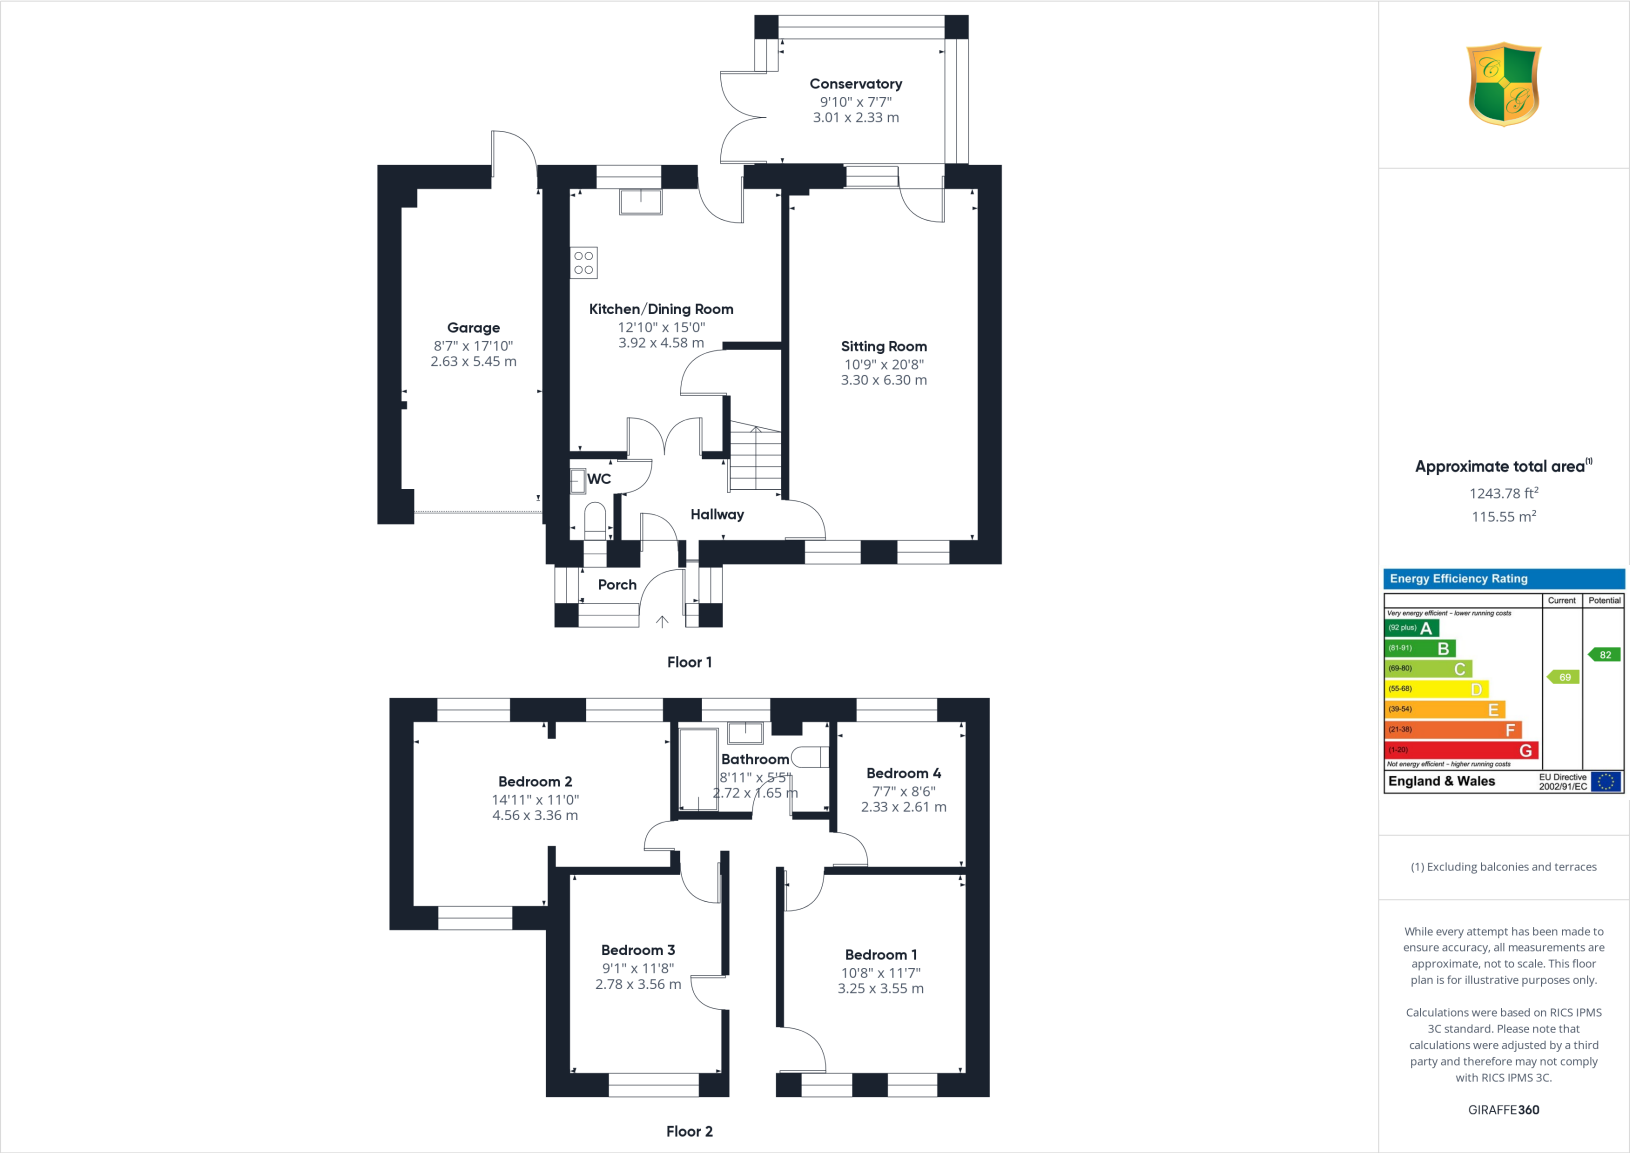 Conservatory
9'10" x 7'7"
3.01 x 2.33 m
Garage
8'7" x 17'10"
2.63 x 5.45 m
Kitchen/Dining Room
12'10" x 15'0"
3.92 x 4.58 m
Sitting Room
10'9" x 20'8"
3.30 x 6.30 m
WC
Hallway
Porch
Floor 1
Bedroom 2
14'11" x 11'0"
4.56 x 3.36 m
Bathroom
8'11" x 5'5"
2.72 x 1.65 m
Bedroom 4
7'7" x 8'6"
2.33 x 2.61 m
Bedroom 3
9'1" x 11'8"
2.78 x 3.56 m
Bedroom 1
10'8" x 11'7"
3.25 x 3.55 m
Floor 2
C
G
Approximate total area(1)
1243.78 ft²
115.55 m²
Energy Efficiency Rating
Current Potential
Very energy efficient – lower running costs
(92 plus) A
(81-91) B
82
(69-80) C
69
(55-68) D
(39-54) E
(21-38) F
(1-20) G
Not energy efficient – higher running costs
England & Wales
EU Directive
2002/91/EC
(1) Excluding balconies and terraces
While every attempt has been made to
ensure accuracy, all measurements are
approximate, not to scale. This floor
plan is for illustrative purposes only.
Calculations were based on RICS IPMS
3C standard. Please note that
calculations were adjusted by a third
party and therefore may not comply
with RICS IPMS 3C.
GIRAFFE360